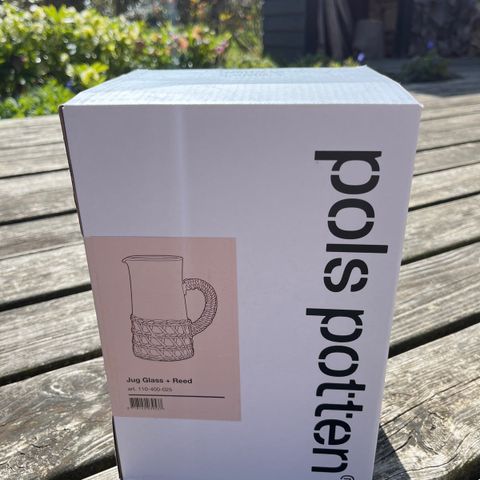 pols potten
Jug Glass + Reed
art. 110-400-025